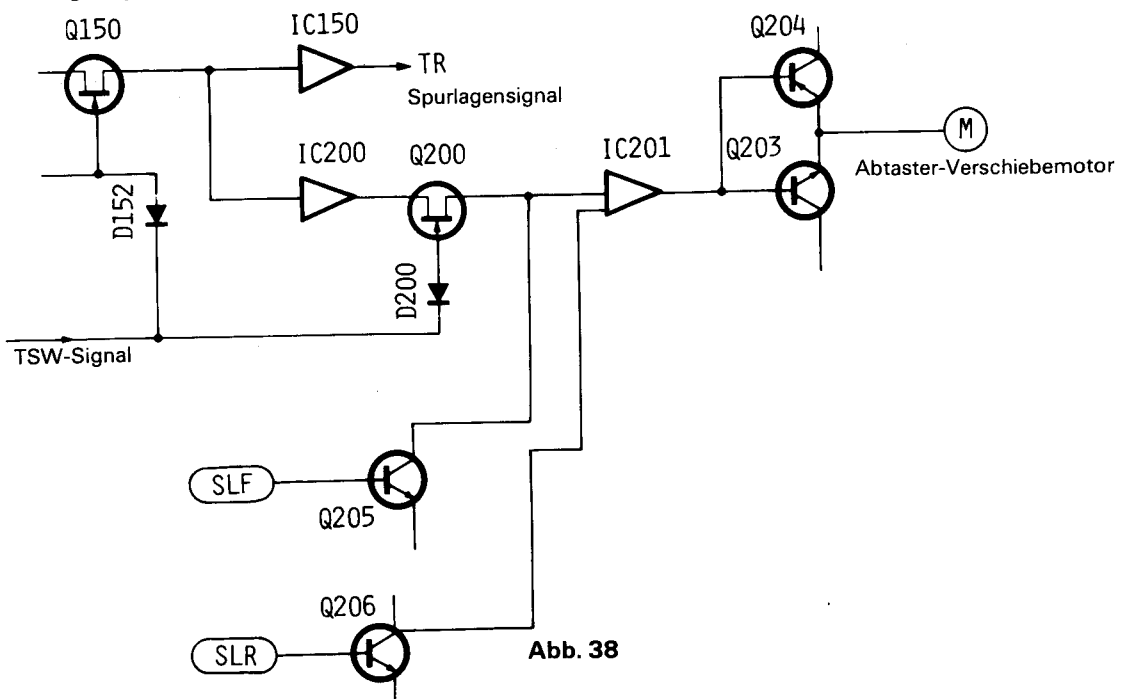 Q150
IC150
Q204
TR
M
Spurlagensignal
IC200
Q200
IC201
Q203
Abtaster-Verschiebemotor
D152
D200
TSW-Signal
SLF
Q205
Q206
SLR
Abb. 38